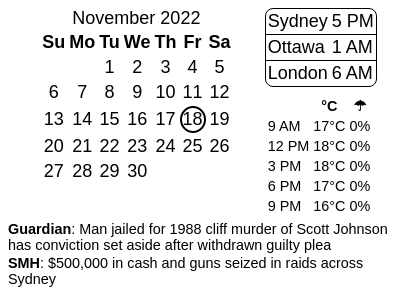 November 2022
Su Mo Tu We Th Fr Sa
1 2 3 4 5
6 7 8 9 10 11 12
13 14 15 16 17 18 19
20 21 22 23 24 25 26
27 28 29 30
Sydney 5 PM
Ottawa 1 AM
London 6 AM
°C ☂
9 AM 17°C 0%
12 PM 18°C 0%
3 PM 18°C 0%
6 PM 17°C 0%
9 PM 16°C 0%
Guardian: Man jailed for 1988 cliff murder of Scott Johnson
has conviction set aside after withdrawn guilty plea
SMH: $500,000 in cash and guns seized in raids across
Sydney